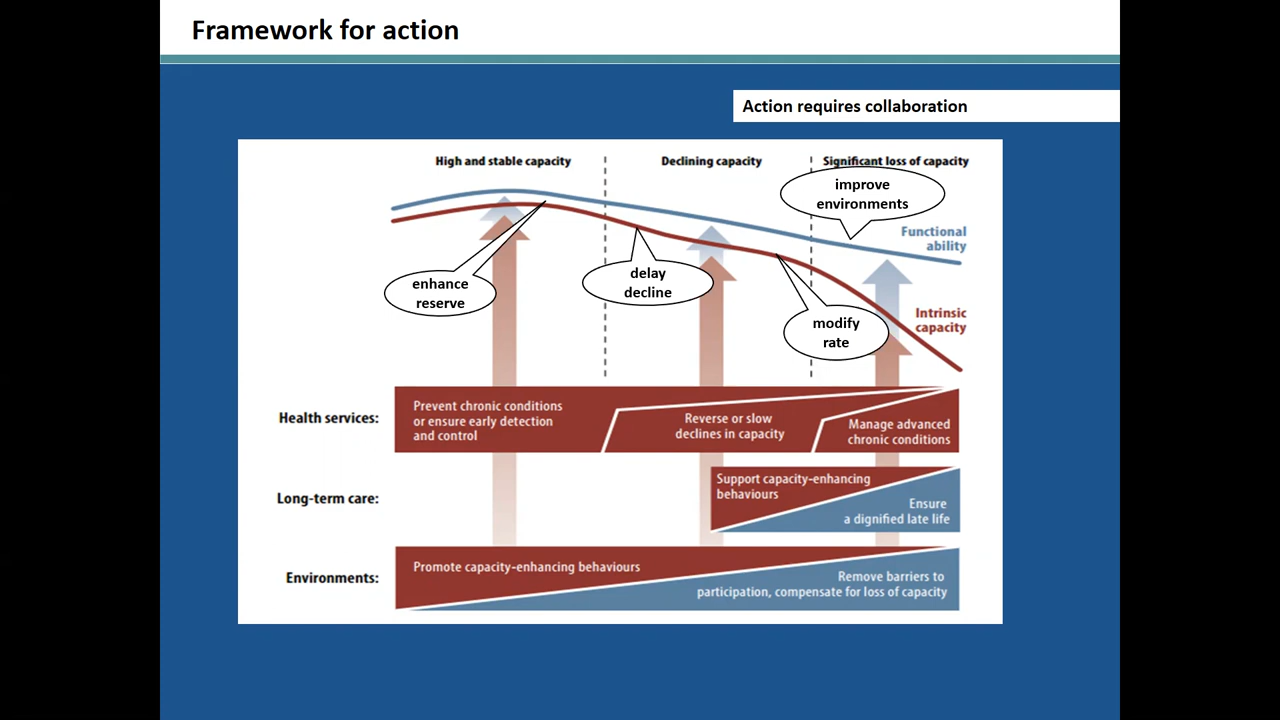 Framework for action
Action requires collaboration
High and stable capacity
Declining capacity
Significant loss of capacity
improve
environments
Functional
ability
enhance
reserve
delay
decline
modify
rate
Intrinsic
capacity
Health services:
Prevent chronic conditions
or ensure early detection
and control
Reverse or slow
declines in capacity
Manage advanced
chronic conditions
Long-term care:
Support capacity-enhancing
behaviours
Ensure
a dignified late life
Environments:
Promote capacity-enhancing behaviours
Remove barriers to
participation, compensate for loss of capacity